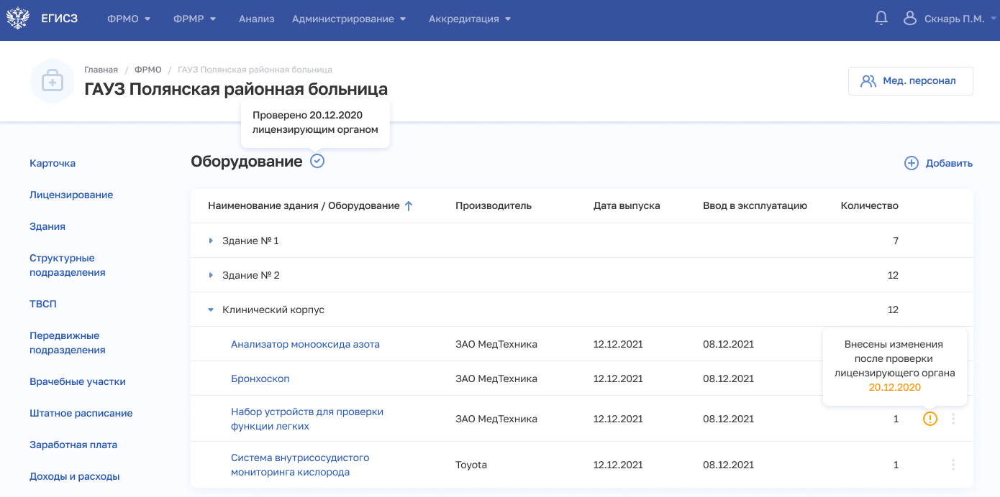 ЕГИСЗ
ФРМО
ФРМР
Анализ
Администрирование
Аккредитация
Скнарь П.М.
Главная / ФРМО / ГАУЗ Полянская районная больница
ГАУЗ Полянская районная больница
Мед. персонал
Проверено 20.12.2020
лицензирующим органом
Карточка
Лицензирование
Здания
Структурные
подразделения
ТВСП
Передвижные
подразделения
Врачебные участки
Штатное расписание
Заработная плата
Доходы и расходы
Оборудование
Добавить
Наименование здания / Оборудование Производитель Дата выпуска Ввод в эксплуатацию Количество
Здание № 1 7
Здание № 2 12
Клинический корпус 12
Анализатор монооксида азота ЗАО МедТехника 12.12.2021 08.12.2021
Бронхоскоп ЗАО МедТехника 12.12.2021 08.12.2021
Внесены изменения
после проверки
лицензирующего органа
20.12.2020
Набор устройств для проверки
функции легких ЗАО МедТехника 12.12.2021 08.12.2021 1
Система внутрисосудистого
мониторинга кислорода Toyota 12.12.2021 08.12.2021 1